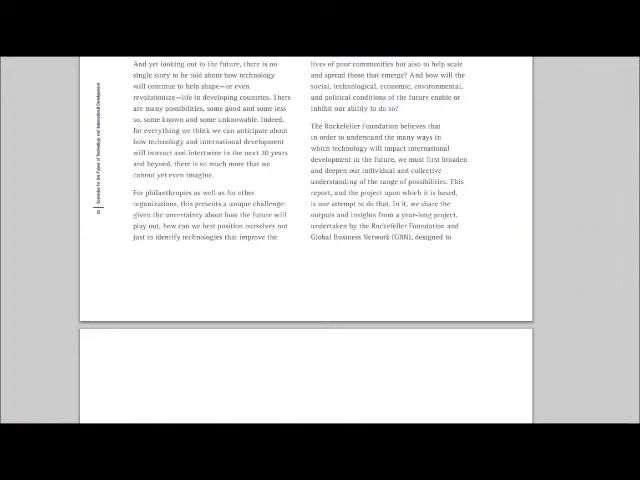 And yet looking out to the future, there is no
single story to be told about how technology
will continue to help shape—or even
revolutionize—life in developing countries. There
are many possibilities, some good and some less
so, some known and some unknowable. Indeed,
for everything we think we can anticipate about
how technology and international development
will interact and intertwine in the next 20 years
and beyond, there is so much more that we
cannot yet even imagine.
For philanthropies as well as for other
organizations, this presents a unique challenge:
given the uncertainty about how the future will
play out, how can we best position ourselves not
just to identify technologies that improve the
lives of poor communities but also to help scale
and spread those that emerge? And how will the
social, technological, economic, environmental,
and political conditions of the future enable or
inhibit our ability to do so?
The Rockefeller Foundation believes that
in order to understand the many ways in
which technology will impact international
development in the future, we must first broaden
and deepen our individual and collective
understanding of the range of possibilities. This
report, and the project upon which it is based,
is one attempt to do that. In it, we share the
outputs and insights from a year-long project,
undertaken by the Rockefeller Foundation and
Global Business Network (GBN), designed to
Scenarios for the Future of Technology and International Development